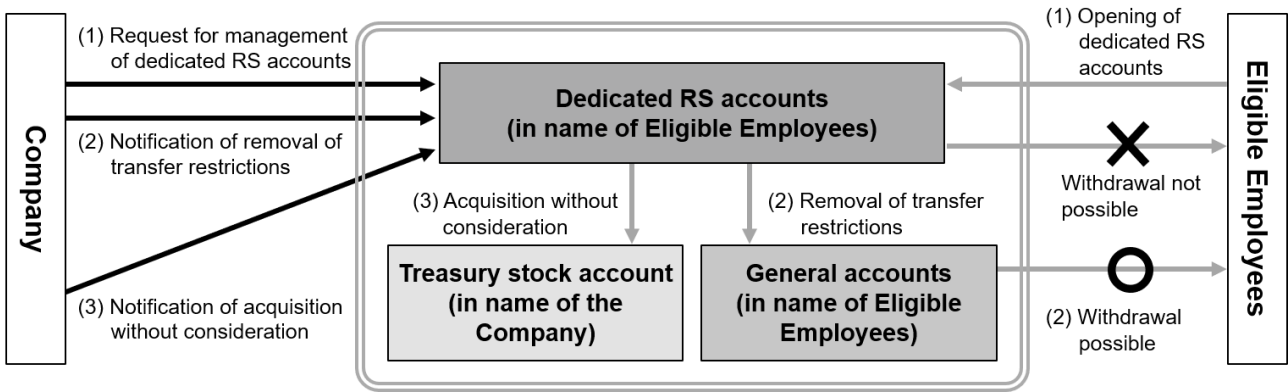 Company
(1) Request for management
of dedicated RS accounts
(2) Notification of removal of
transfer restrictions
(3) Notification of acquisition
without consideration
Dedicated RS accounts
(in name of Eligible Employees)
(3) Acquisition without
consideration
(2) Removal of transfer
restrictions
Treasury stock account
(in name of the
Company)
General accounts
(in name of Eligible
Employees)
(1) Opening of
dedicated RS
accounts
Withdrawal not
possible
(2) Withdrawal
possible
Eligible Employees